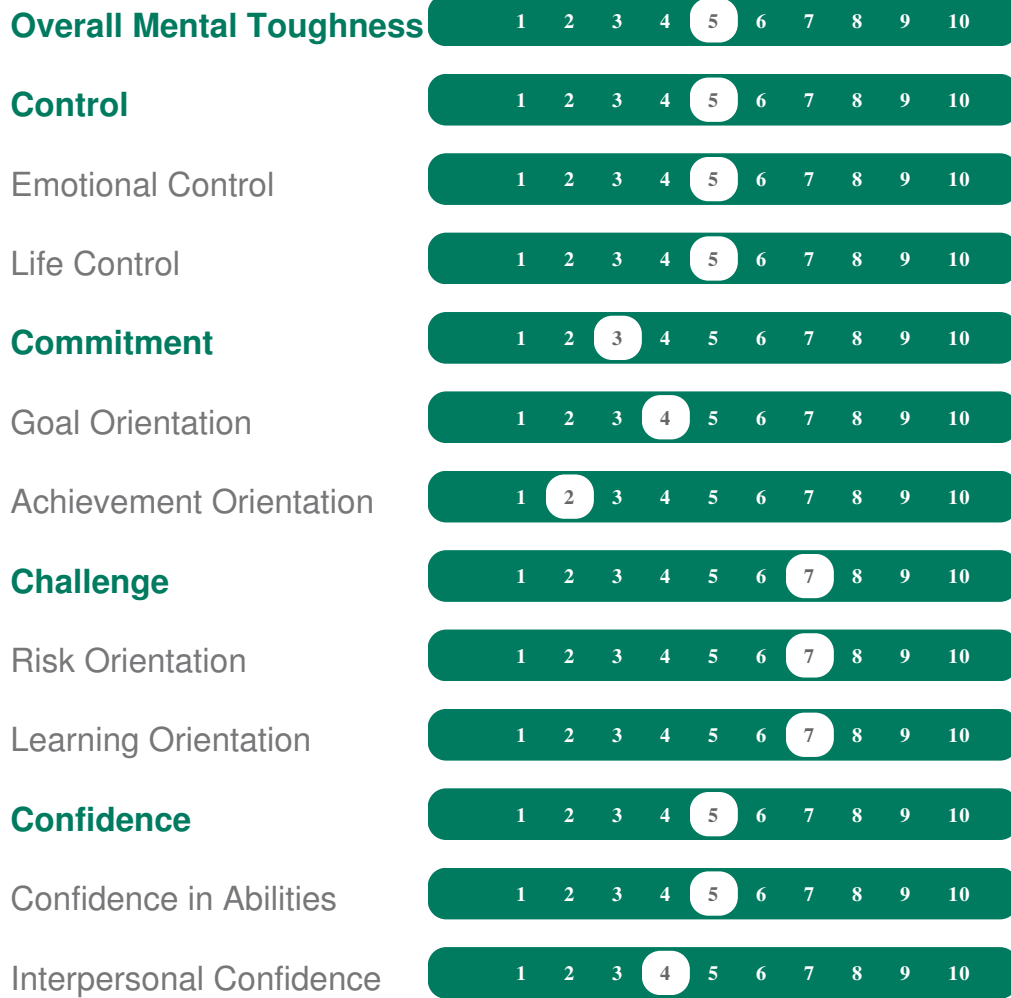 Overall Mental Toughness 1 2 3 4 5 6 7 8 9 10
Control 1 2 3 4 5 6 7 8 9 10
Emotional Control 1 2 3 4 5 6 7 8 9 10
Life Control 1 2 3 4 5 6 7 8 9 10
Commitment 1 2 3 4 5 6 7 8 9 10
Goal Orientation 1 2 3 4 5 6 7 8 9 10
Achievement Orientation 1 2 3 4 5 6 7 8 9 10
Challenge 1 2 3 4 5 6 7 8 9 10
Risk Orientation 1 2 3 4 5 6 7 8 9 10
Learning Orientation 1 2 3 4 5 6 7 8 9 10
Confidence 1 2 3 4 5 6 7 8 9 10
Confidence in Abilities 1 2 3 4 5 6 7 8 9 10
Interpersonal Confidence 1 2 3 4 5 6 7 8 9 10